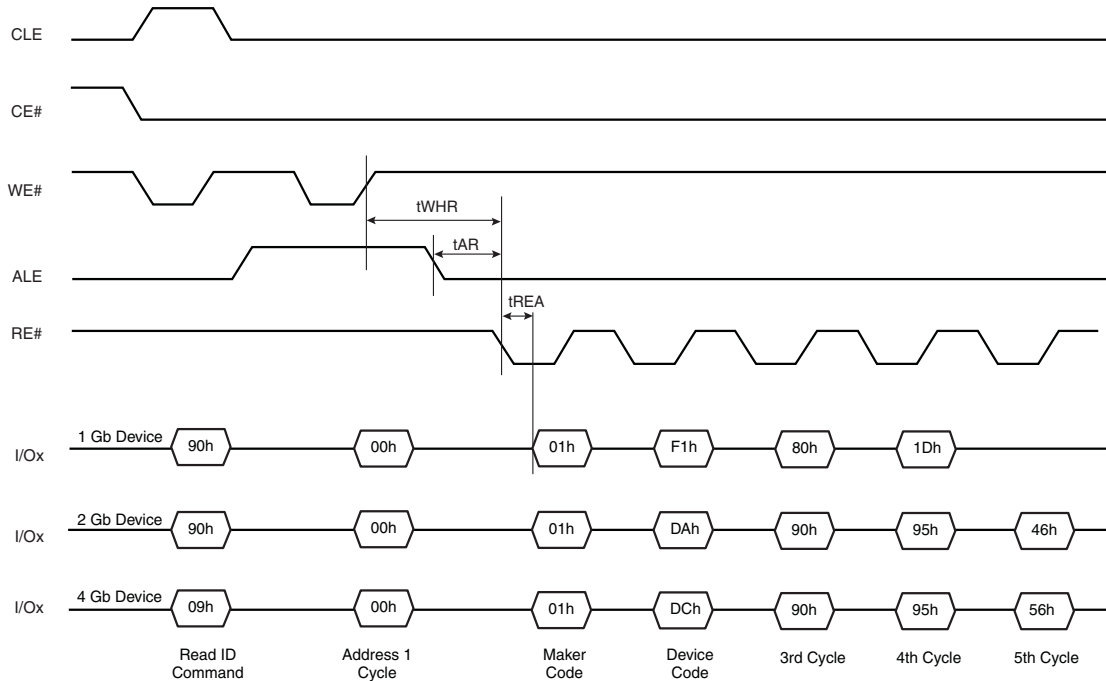 CLE
CE#
WE#
tWHR
tAR
ALE
tREA
RE#
1 Gb Device
I/Ox 90h 00h 01h F1h 80h 1Dh
2 Gb Device
I/Ox 90h 00h 01h DAh 90h 95h 46h
4 Gb Device
I/Ox 09h 00h 01h DCh 90h 95h 56h
Read ID Command
Address 1 Cycle
Maker Code
Device Code
3rd Cycle
4th Cycle
5th Cycle